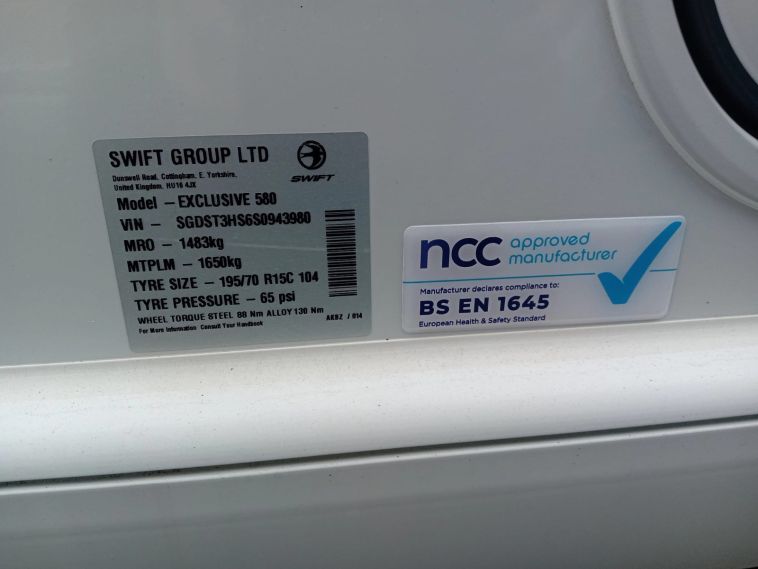 SWIFT GROUP LTD
SWIFT
Dunswell Road, Cottingham, E. Yorkshire,
United Kingdom, HU16 4JX
Model – EXCLUSIVE 580
VIN – SGDST3HS6S0943980
MRO – 1483kg
MTPLM – 1650kg
TYRE SIZE – 195/70 R15C 104
TYRE PRESSURE – 65 psi
WHEEL TORQUE STEEL 88 Nm ALLOY 130 Nm
AKBZ / 014
For More Information Consult Your Handbook
ncc approved
manufacturer
Manufacturer declares compliance to:
BS EN 1645
European Health & Safety Standard